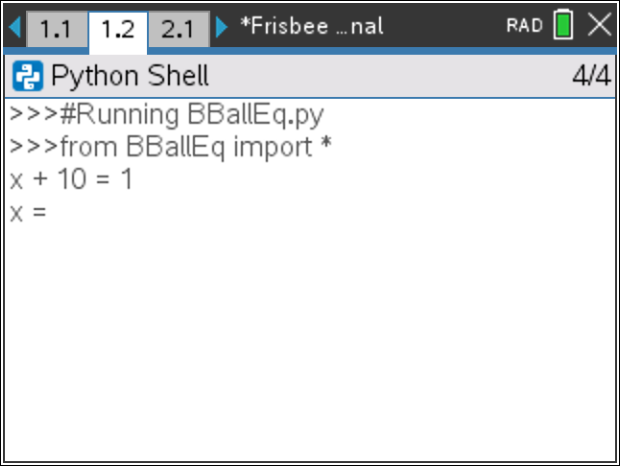 1.1 1.2 2.1 *Frisbee ...nal RAD
Python Shell 4/4
>>>#Running BBallEq.py
>>>from BBallEq import *
x + 10 = 1
x =